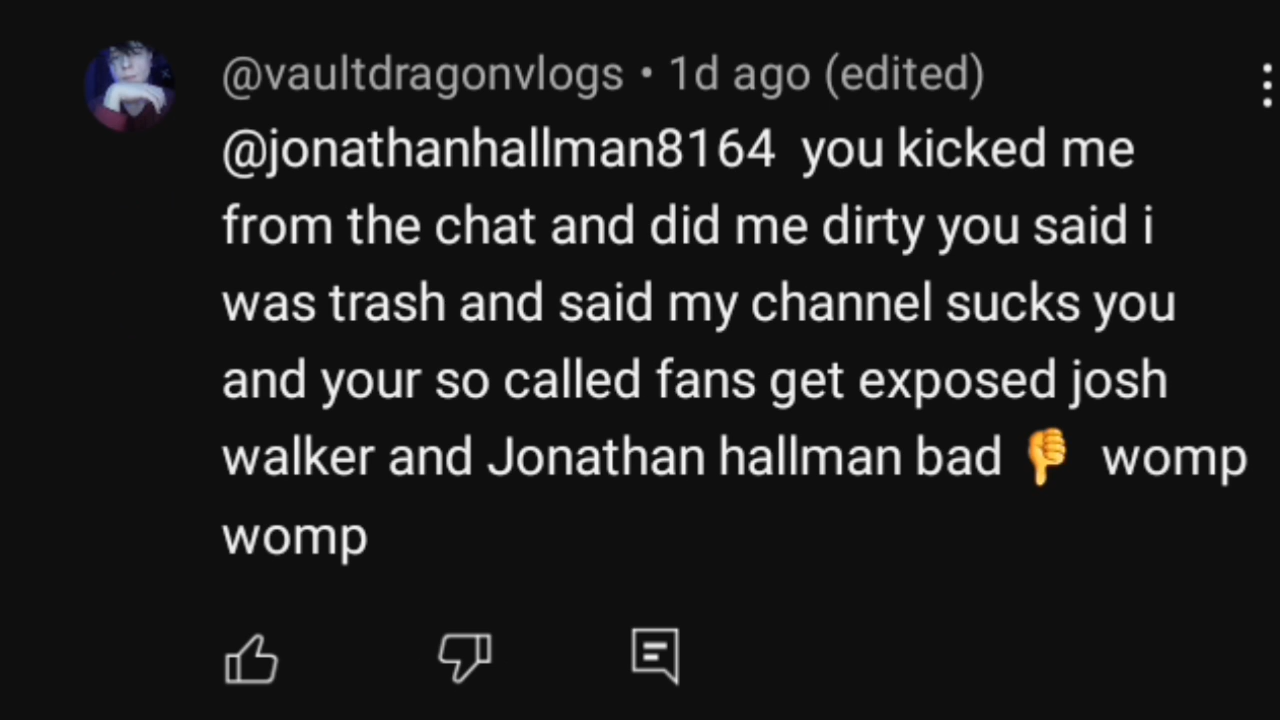 @vaultdragonvlogs • 1d ago (edited)
@jonathanhallman8164 you kicked me
from the chat and did me dirty you said i
was trash and said my channel sucks you
and your so called fans get exposed josh
walker and Jonathan hallman bad 👎 womp
womp